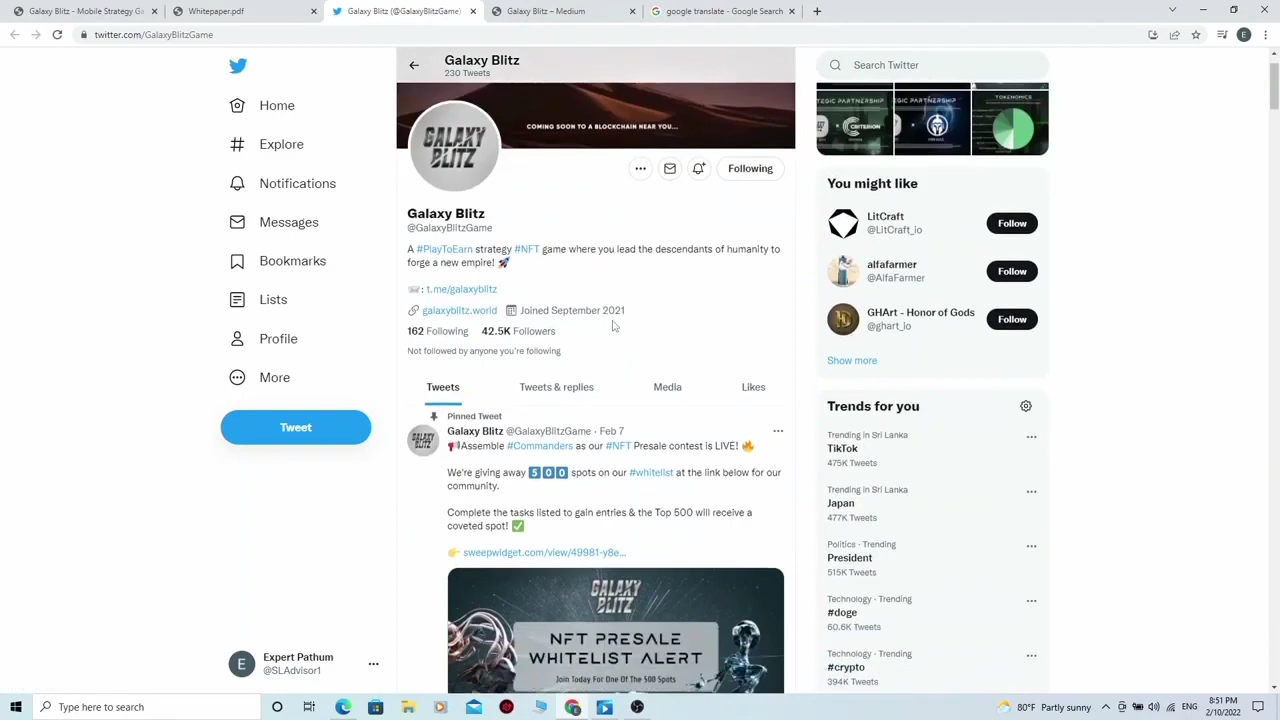 Galaxy Blitz - Mobile Strategy Ga
Whitepaper.pdf
Galaxy Blitz (@GalaxyBlitzGame)
Galaxy Blitz – Medium
google translate - Google Search
twitter.com/GalaxyBlitzGame
E
Galaxy Blitz
230 Tweets
Search Twitter
COMING SOON TO A BLOCKCHAIN NEAR YOU...
GALAXY
BLITZ
TEGIC PARTNERSHIP
EGIC PARTNERSHIP
TOKENOMICS
CRITERION
Home
Explore
Notifications
Messages
Bookmarks
Lists
Profile
More
Tweet
Following
Galaxy Blitz
@GalaxyBlitzGame
A #PlayToEarn strategy #NFT game where you lead the descendants of humanity to
forge a new empire! 🚀
📨: t.me/galaxyblitz
galaxyblitz.world Joined September 2021
162 Following 42.5K Followers
Not followed by anyone you're following
Tweets
Tweets & replies
Media
Likes
Pinned Tweet
GALAXY
BLITZ
Galaxy Blitz @GalaxyBlitzGame · Feb 7
📢Assemble #Commanders as our #NFT Presale contest is LIVE! 🔥
We're giving away 5️⃣0️⃣0️⃣ spots on our #whitelist at the link below for our
community.
Complete the tasks listed to gain entries & the Top 500 will receive a
coveted spot! ✅
👉 sweepwidget.com/view/49981-y8e...
GALAXY
BLITZ
NFT PRESALE
WHITELIST ALERT
Join Today For One Of The 500 Spots
You might like
LitCraft
@LitCraft_io
Follow
alfafarmer
@AlfaFarmer
Follow
GHArt - Honor of Gods
@ghart_io
Follow
Show more
Trends for you
Trending in Sri Lanka
TikTok
475K Tweets
Trending in Sri Lanka
Japan
477K Tweets
Politics · Trending
President
515K Tweets
Technology · Trending
#doge
60.6K Tweets
Technology · Trending
#crypto
394K Tweets
E
Expert Pathum
@SLAdvisor1
Type here to search
80°F Partly sunny
ENG
8:51 PM
2/10/2022